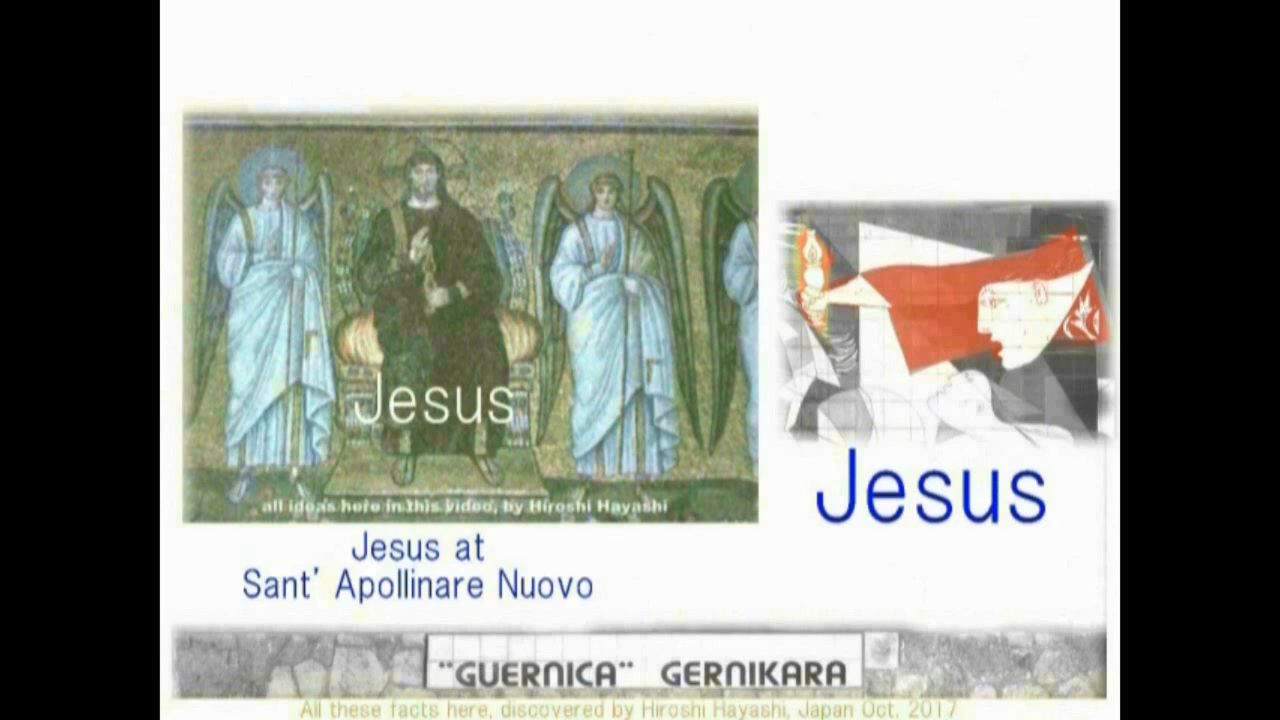 Jesus
all ideas here in this video, by Hiroshi Hayashi
Jesus at
Sant' Apollinare Nuovo
Jesus
"GUERNICA" GERNIKARA
All these facts here, discovered by Hiroshi Hayashi, Japan Oct. 2017